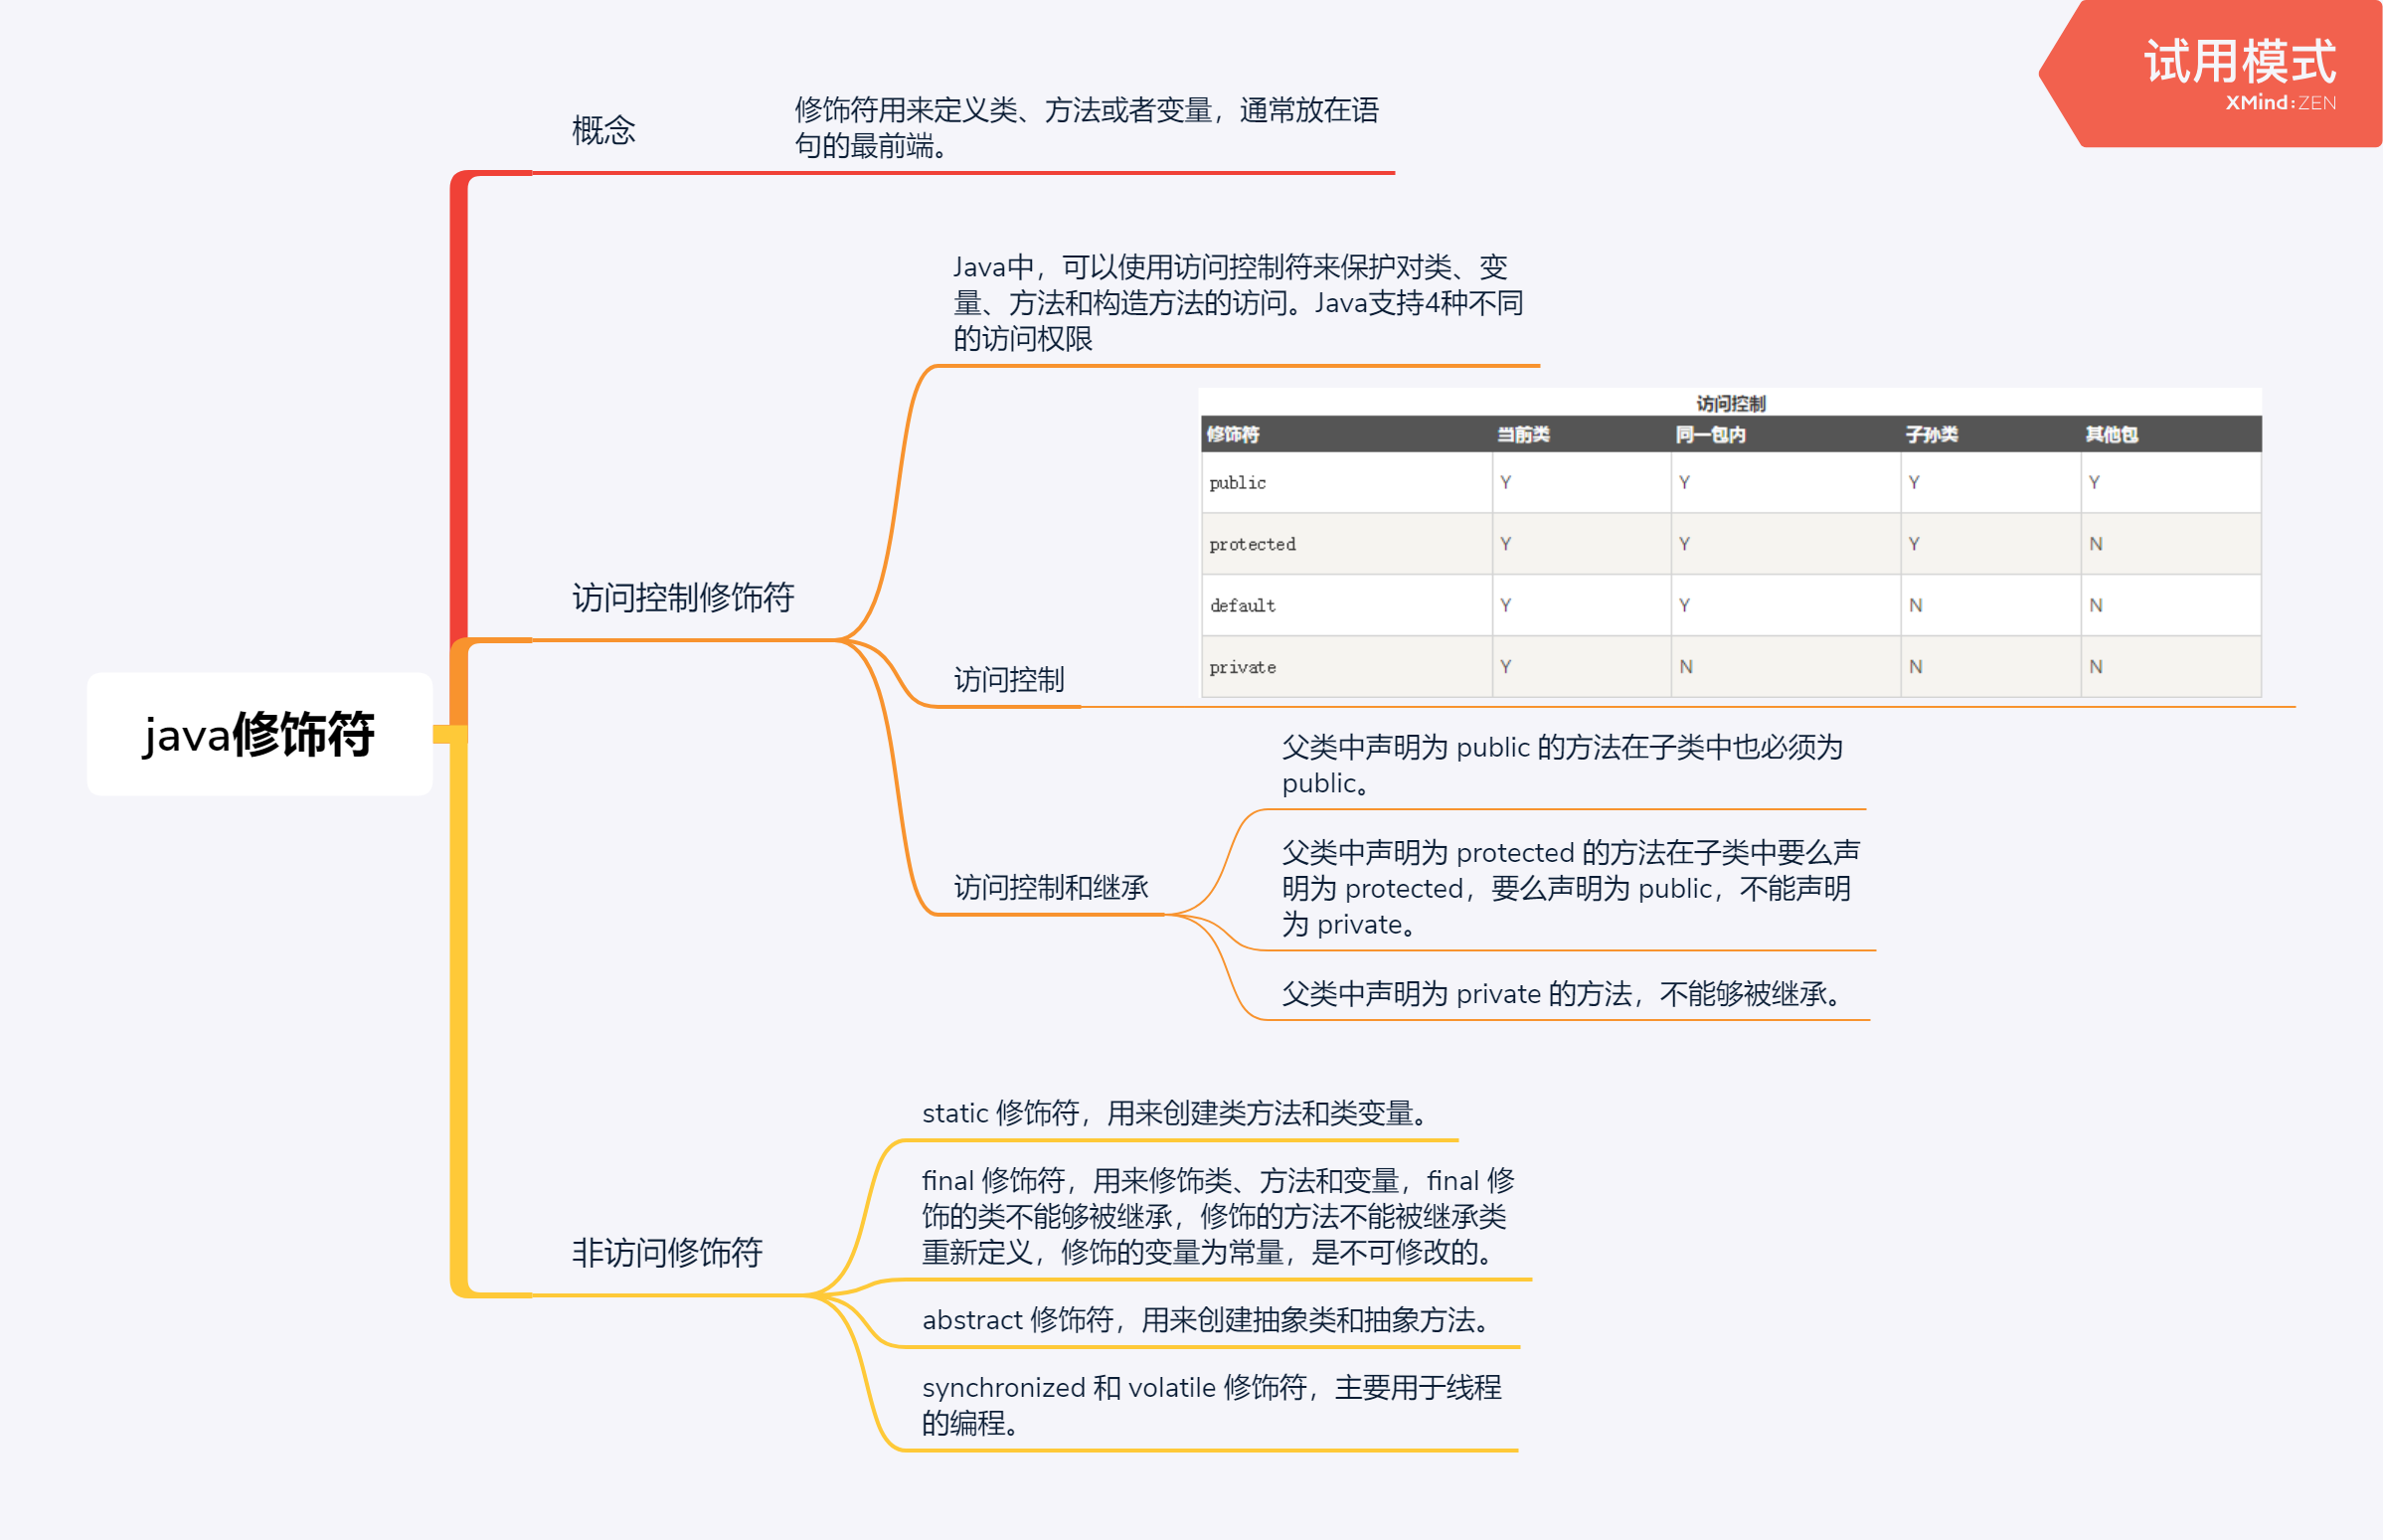 试用模式
XMind:ZEN
概念
修饰符用来定义类、方法或者变量，通常放在语
句的最前端。
Java中，可以使用访问控制符来保护对类、变
量、方法和构造方法的访问。Java支持4种不同
的访问权限
访问控制
修饰符 当前类 同一包内 子孙类 其他包
public Y Y Y Y
protected Y Y Y N
default Y Y N N
private Y N N N
访问控制修饰符
访问控制
java修饰符
父类中声明为 public 的方法在子类中也必须为
public。
父类中声明为 protected 的方法在子类中要么声
明为 protected，要么声明为 public，不能声明
为 private。
访问控制和继承
父类中声明为 private 的方法，不能够被继承。
static 修饰符，用来创建类方法和类变量。
final 修饰符，用来修饰类、方法和变量，final 修
饰的类不能够被继承，修饰的方法不能被继承类
重新定义，修饰的变量为常量，是不可修改的。
非访问修饰符
abstract 修饰符，用来创建抽象类和抽象方法。
synchronized 和 volatile 修饰符，主要用于线程
的编程。